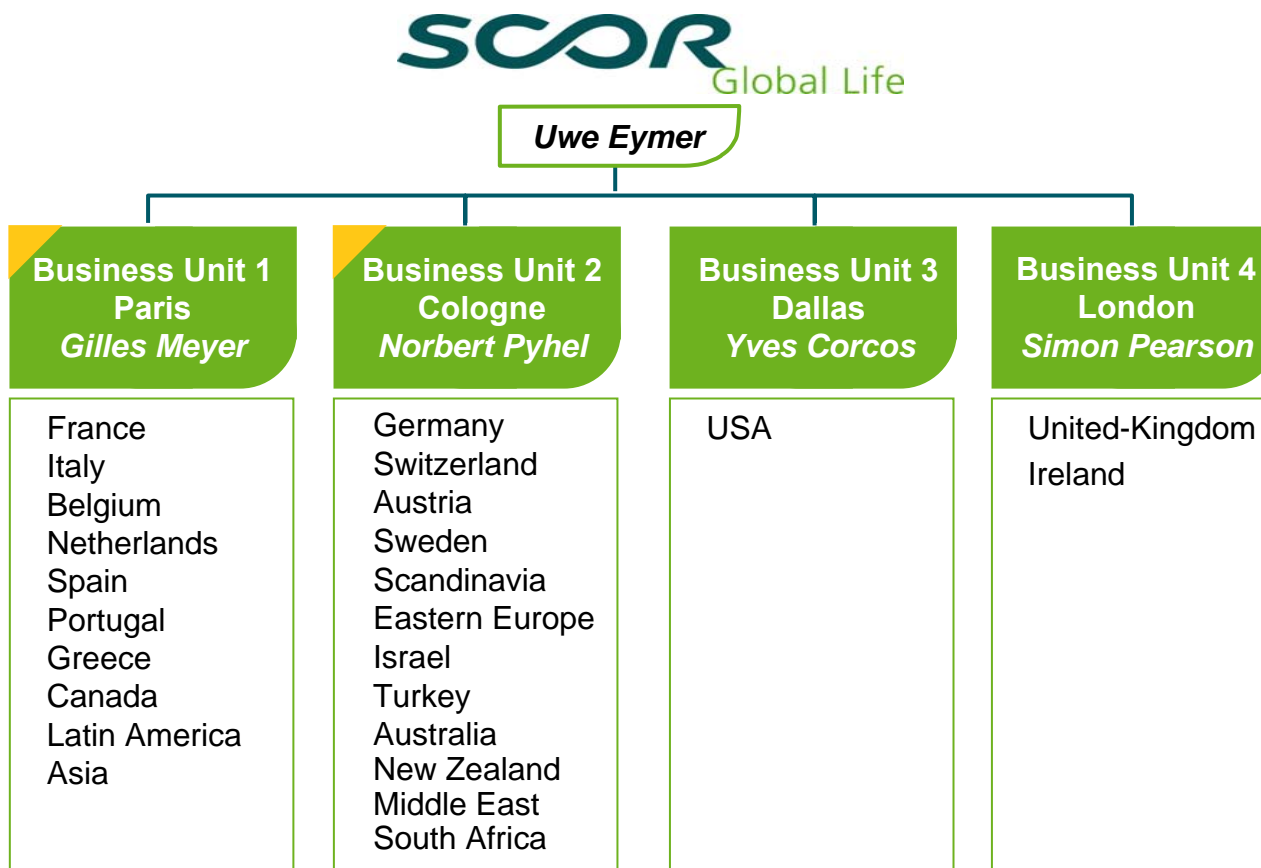 SCOR
Global Life
Uwe Eymer
Business Unit 1
Paris
Gilles Meyer
Business Unit 2
Cologne
Norbert Pyhel
Business Unit 3
Dallas
Yves Corcos
Business Unit 4
London
Simon Pearson
France
Italy
Belgium
Netherlands
Spain
Portugal
Greece
Canada
Latin America
Asia
Germany
Switzerland
Austria
Sweden
Scandinavia
Eastern Europe
Israel
Turkey
Australia
New Zealand
Middle East
South Africa
USA
United-Kingdom
Ireland